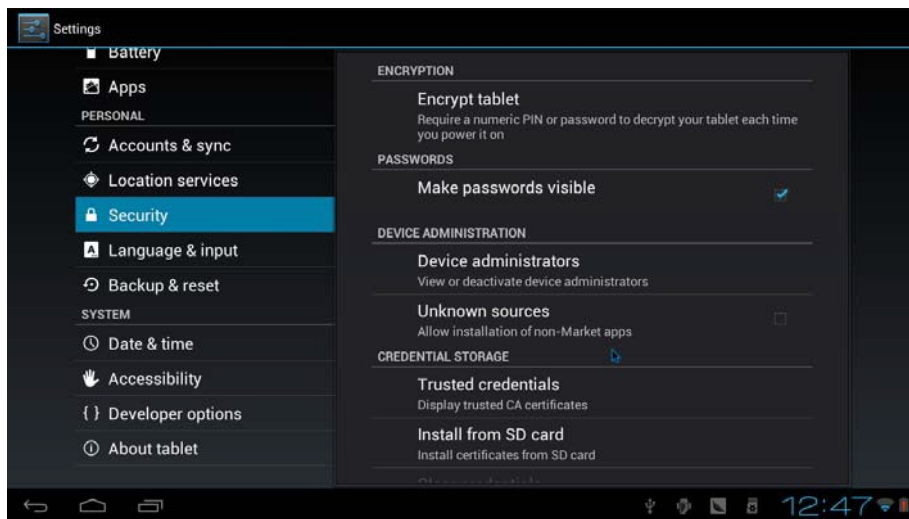 Settings
Battery
Apps
PERSONAL
Accounts & sync
Location services
Security
Language & input
Backup & reset
SYSTEM
Date & time
Accessibility
{ } Developer options
About tablet
ENCRYPTION
Encrypt tablet
Require a numeric PIN or password to decrypt your tablet each time
you power it on
PASSWORDS
Make passwords visible
DEVICE ADMINISTRATION
Device administrators
View or deactivate device administrators
Unknown sources
Allow installation of non-Market apps
CREDENTIAL STORAGE
Trusted credentials
Display trusted CA certificates
Install from SD card
Install certificates from SD card
12:47